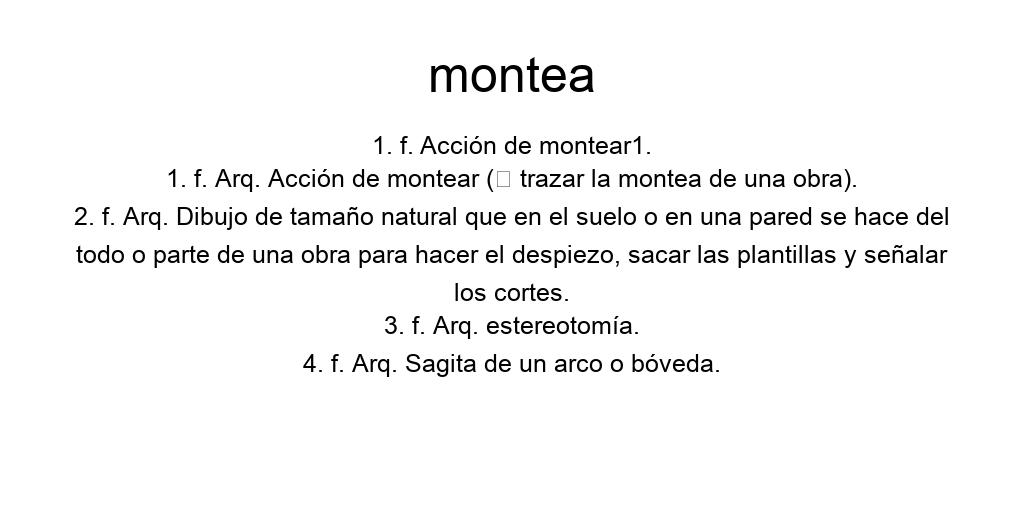 montea
1. f. Acción de montear1.
1. f. Arq. Acción de montear (▯ trazar la montea de una obra).
2. f. Arq. Dibujo de tamaño natural que en el suelo o en una pared se hace del
todo o parte de una obra para hacer el despiezo, sacar las plantillas y señalar
los cortes.
3. f. Arq. estereotomía.
4. f. Arq. Sagita de un arco o bóveda.